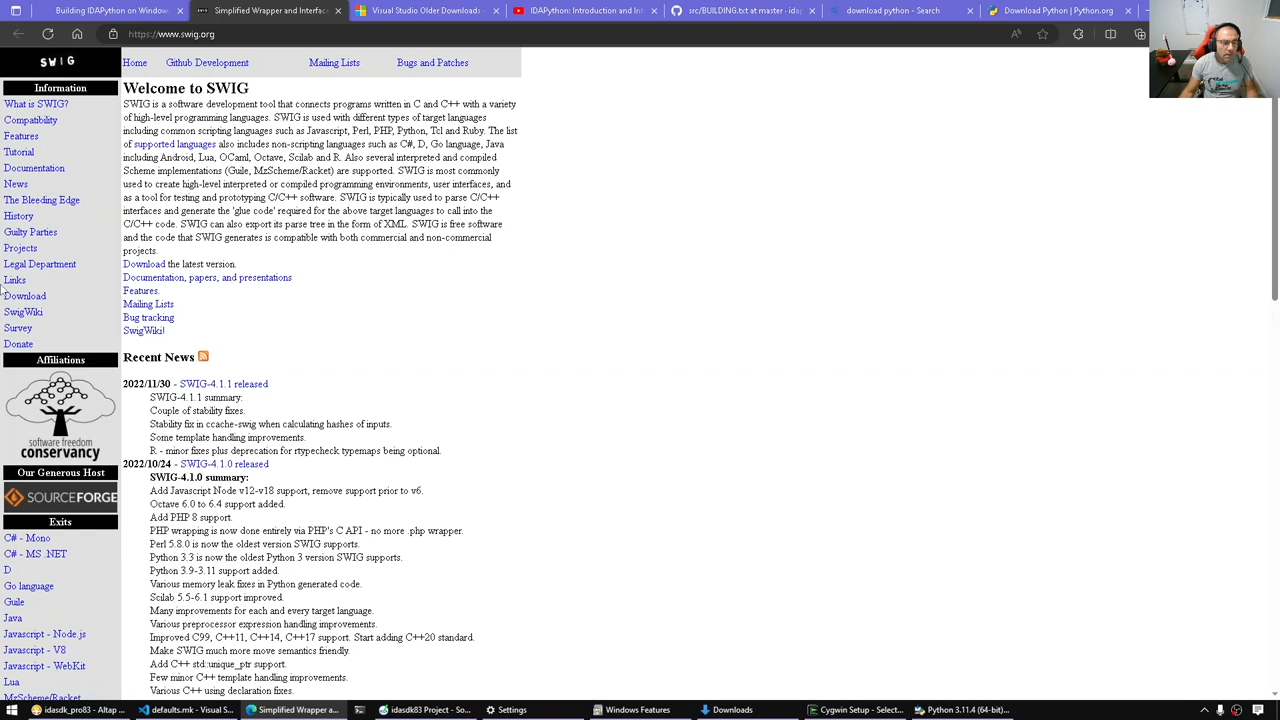 Building IDAPython on Windows
Simplified Wrapper and Interfac
Visual Studio Older Downloads -
IDAPython: Introduction and Int
src/BUILDING.txt at master · idap
download python - Search
Download Python | Python.org
https://www.swig.org
SWIG
Home Github Development Mailing Lists Bugs and Patches
Information
What is SWIG?
Compatibility
Features
Tutorial
Documentation
News
The Bleeding Edge
History
Guilty Parties
Projects
Legal Department
Links
Download
SwigWiki
Survey
Donate
Affiliations
software freedom
conservancy
Our Generous Host
SOURCEFORGE
Exits
C# - Mono
C# - MS .NET
D
Go language
Guile
Java
Javascript - Node.js
Javascript - V8
Javascript - WebKit
Lua
MzScheme/Racket
Welcome to SWIG
SWIG is a software development tool that connects programs written in C and C++ with a variety
of high-level programming languages. SWIG is used with different types of target languages
including common scripting languages such as Javascript, Perl, PHP, Python, Tcl and Ruby. The list
of supported languages also includes non-scripting languages such as C#, D, Go language, Java
including Android, Lua, OCaml, Octave, Scilab and R. Also several interpreted and compiled
Scheme implementations (Guile, MzScheme/Racket) are supported. SWIG is most commonly
used to create high-level interpreted or compiled programming environments, user interfaces, and
as a tool for testing and prototyping C/C++ software. SWIG is typically used to parse C/C++
interfaces and generate the 'glue code' required for the above target languages to call into the
C/C++ code. SWIG can also export its parse tree in the form of XML. SWIG is free software
and the code that SWIG generates is compatible with both commercial and non-commercial
projects.
Download the latest version.
Documentation, papers, and presentations
Features.
Mailing Lists
Bug tracking
SwigWiki!
Recent News
2022/11/30 - SWIG-4.1.1 released
SWIG-4.1.1 summary:
Couple of stability fixes.
Stability fix in ccache-swig when calculating hashes of inputs.
Some template handling improvements.
R - minor fixes plus deprecation for rtypecheck typemaps being optional.
2022/10/24 - SWIG-4.1.0 released
SWIG-4.1.0 summary:
Add Javascript Node v12-v18 support, remove support prior to v6.
Octave 6.0 to 6.4 support added.
Add PHP 8 support.
PHP wrapping is now done entirely via PHP's C API - no more .php wrapper.
Perl 5.8.0 is now the oldest version SWIG supports.
Python 3.3 is now the oldest Python 3 version SWIG supports.
Python 3.9-3.11 support added.
Various memory leak fixes in Python generated code.
Scilab 5.5-6.1 support improved.
Many improvements for each and every target language.
Various preprocessor expression handling improvements.
Improved C99, C++11, C++14, C++17 support. Start adding C++20 standard.
Make SWIG much more move semantics friendly.
Add C++ std::unique_ptr support.
Few minor C++ template handling improvements.
Various C++ using declaration fixes.
idasdk_pro83 - Altap ...
defaults.mk - Visual S...
Simplified Wrapper a...
idasdk83 Project - So...
Settings
Windows Features
Downloads
Cygwin Setup - Select...
Python 3.11.4 (64-bit)...